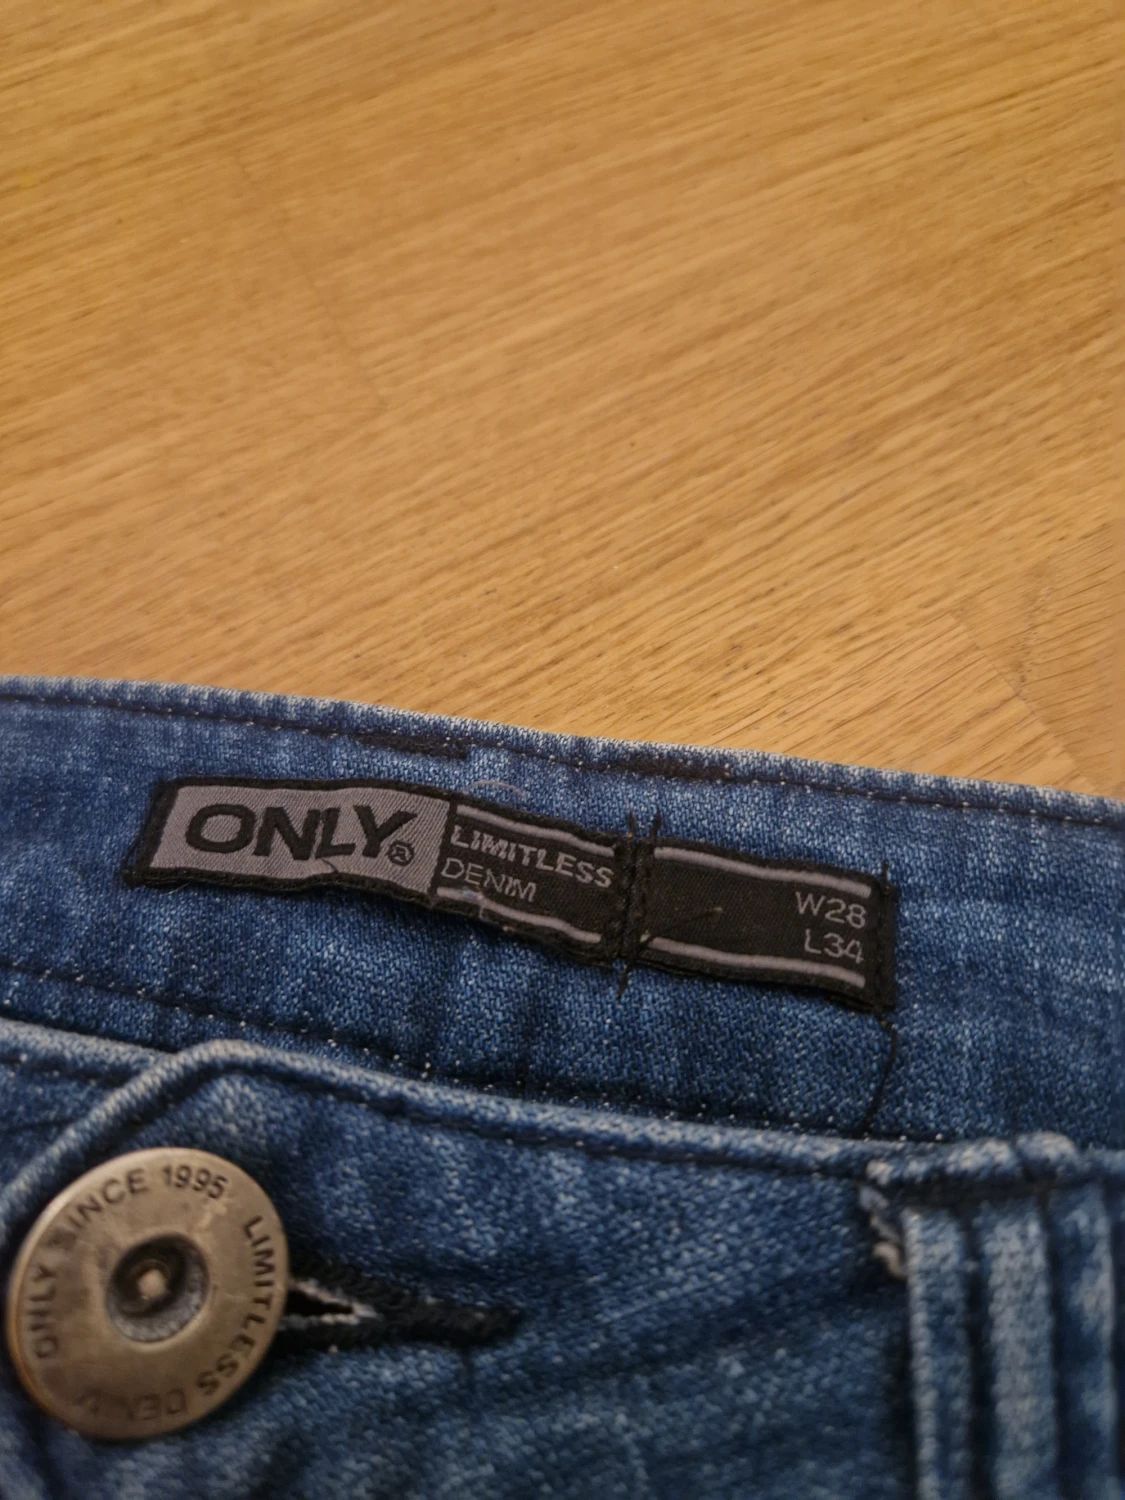 ONLY®
LIMITLESS
DENIM
W28
L34
ONLY SINCE 1995
LIMITLESS DENIM